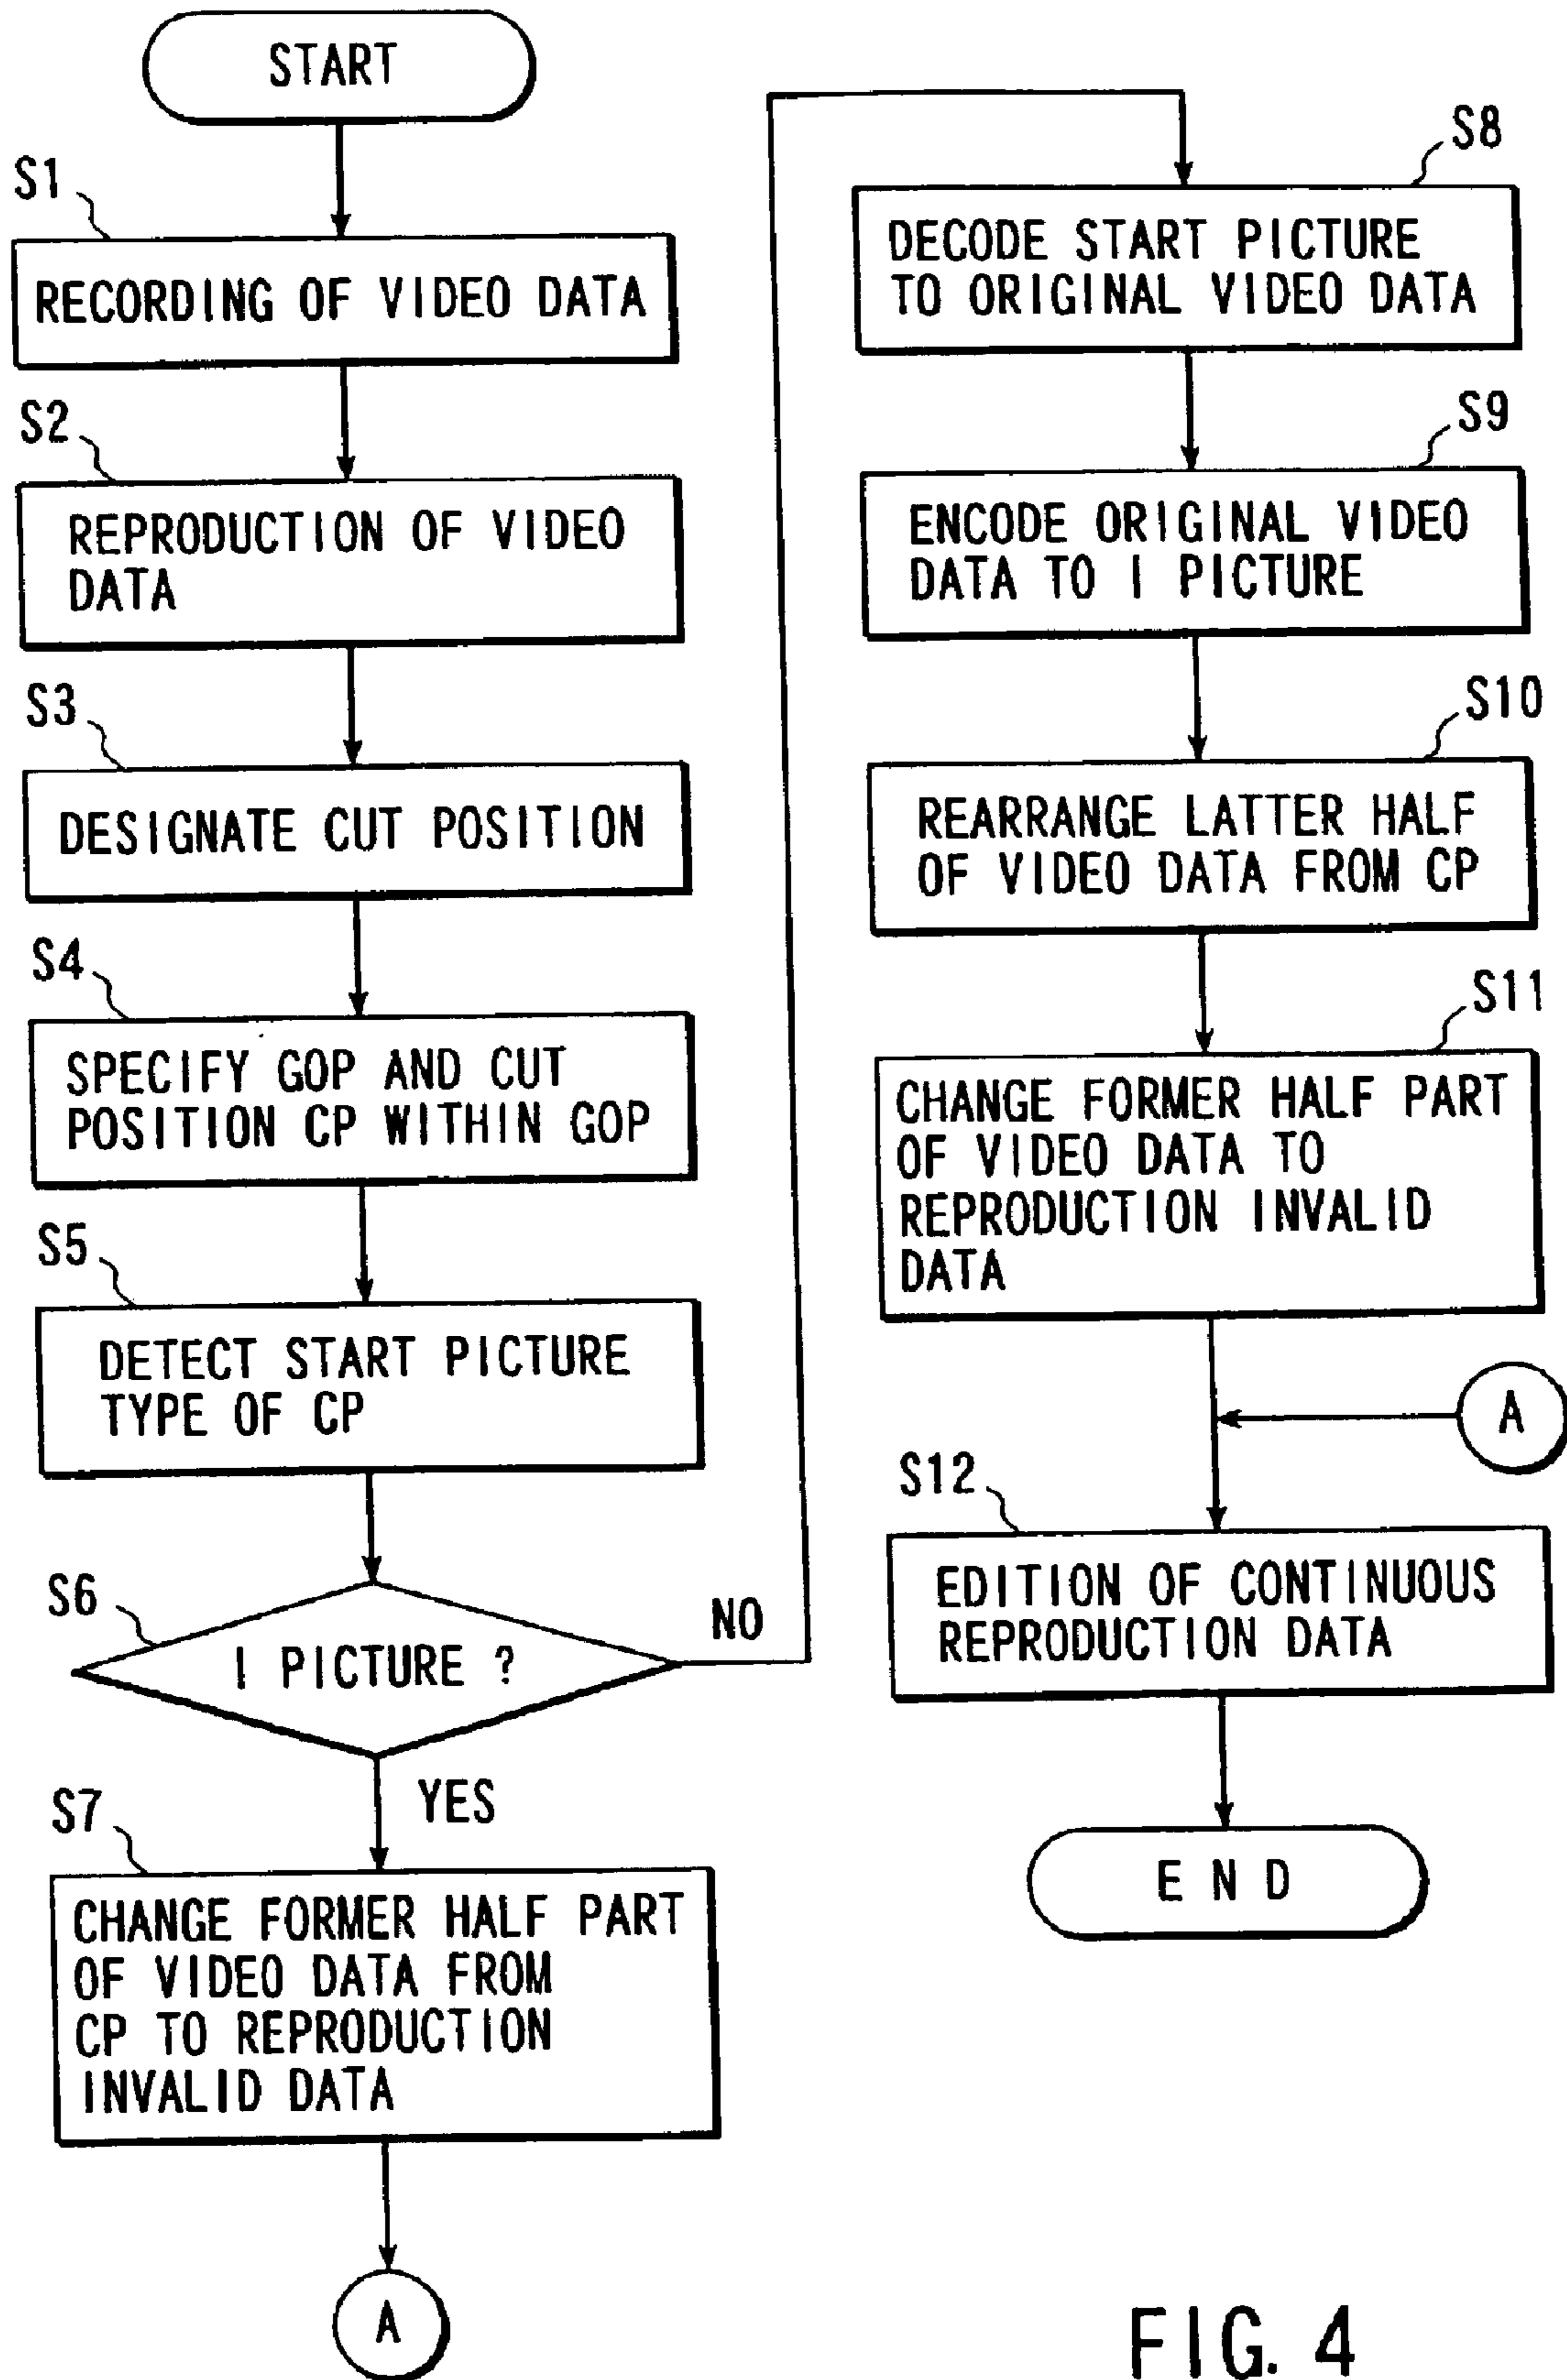 START
S1
RECORDING OF VIDEO DATA
S2
REPRODUCTION OF VIDEO
DATA
S3
DESIGNATE CUT POSITION
S4
SPECIFY GOP AND CUT
POSITION CP WITHIN GOP
S5
DETECT START PICTURE
TYPE OF CP
S6
I PICTURE ?
NO
YES
S7
CHANGE FORMER HALF PART
OF VIDEO DATA FROM
CP TO REPRODUCTION
INVALID DATA
A
S8
DECODE START PICTURE
TO ORIGINAL VIDEO DATA
S9
ENCODE ORIGINAL VIDEO
DATA TO I PICTURE
S10
REARRANGE LATTER HALF
OF VIDEO DATA FROM CP
S11
CHANGE FORMER HALF PART
OF VIDEO DATA TO
REPRODUCTION INVALID
DATA
A
S12
EDITION OF CONTINUOUS
REPRODUCTION DATA
END
FIG. 4